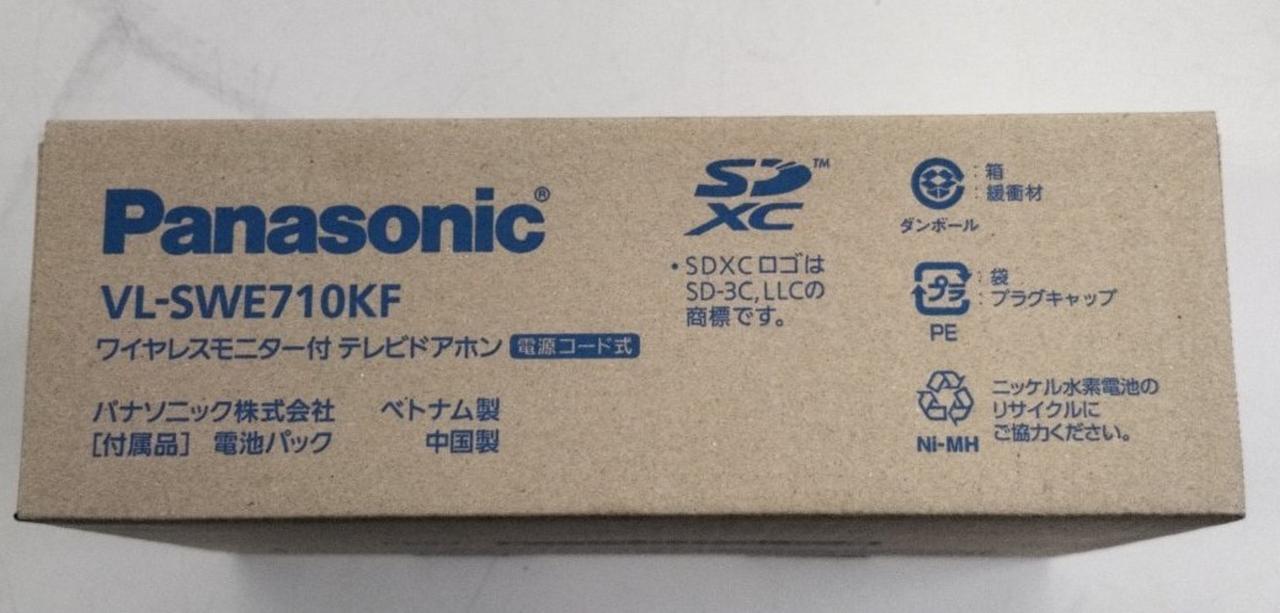 Panasonic®
VL-SWE710KF
ワイヤレスモニター付 テレビドアホン 電源コード式
パナソニック株式会社 ベトナム製
[付属品] 電池パック 中国製
SD™
XC
・SDXCロゴは
SD-3C, LLCの
商標です。
:箱
:緩衝材
ダンボール
プラ
:袋
:プラグキャップ
PE
Ni-MH
ニッケル水素電池の
リサイクルに
ご協力ください。